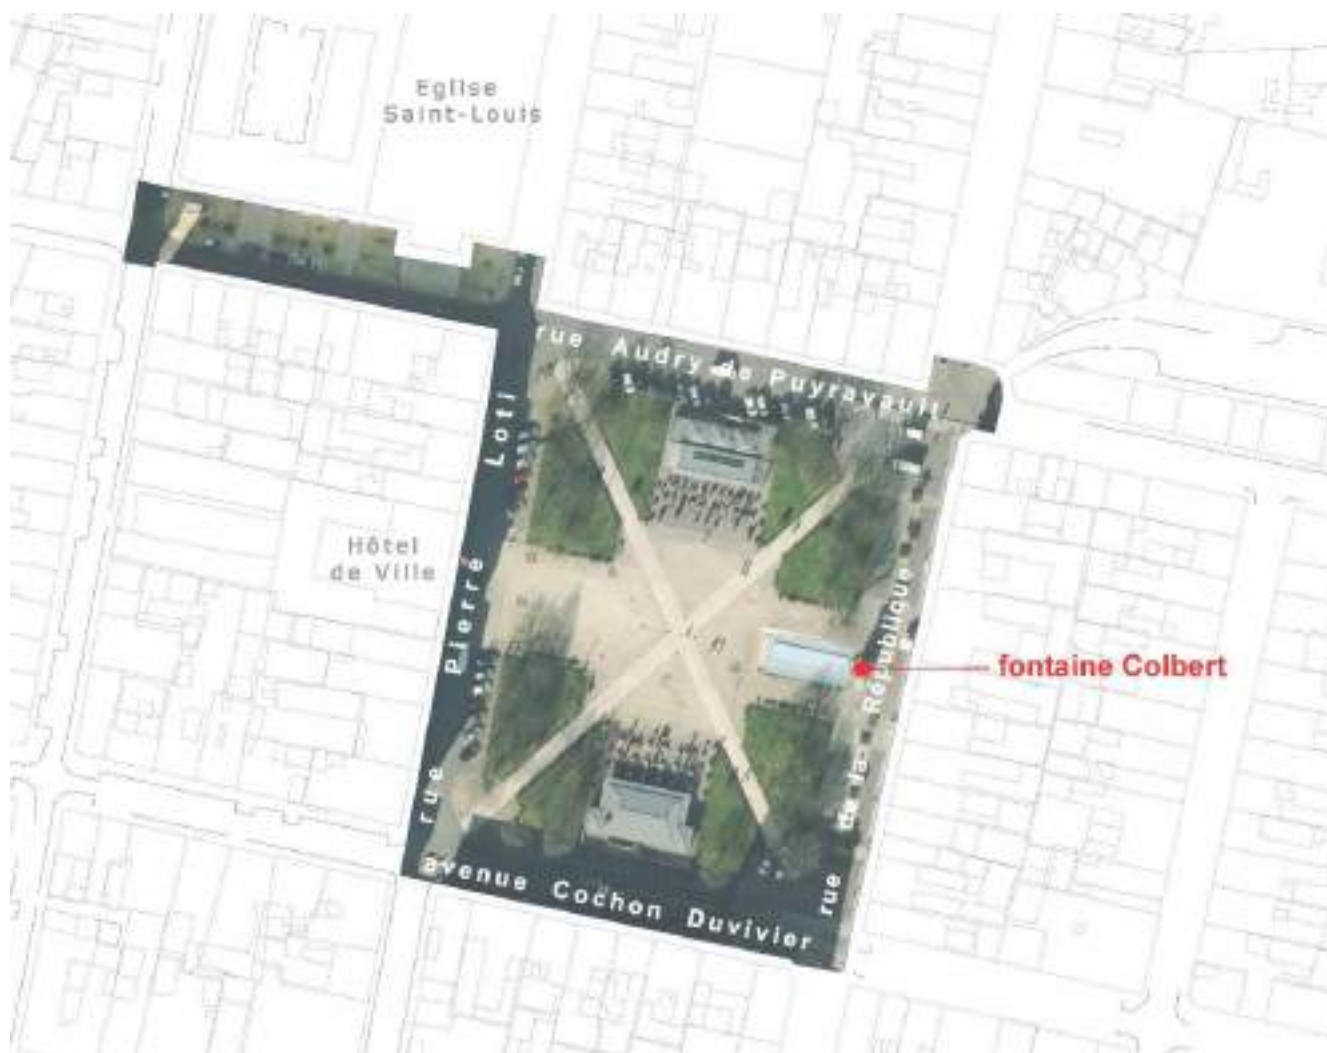 Eglise
Saint-Louis
rue Audry de Puyravault
rue Pierre Loti
Hôtel
de Ville
fontaine Colbert
rue de la République
avenue Cochon Duvivier